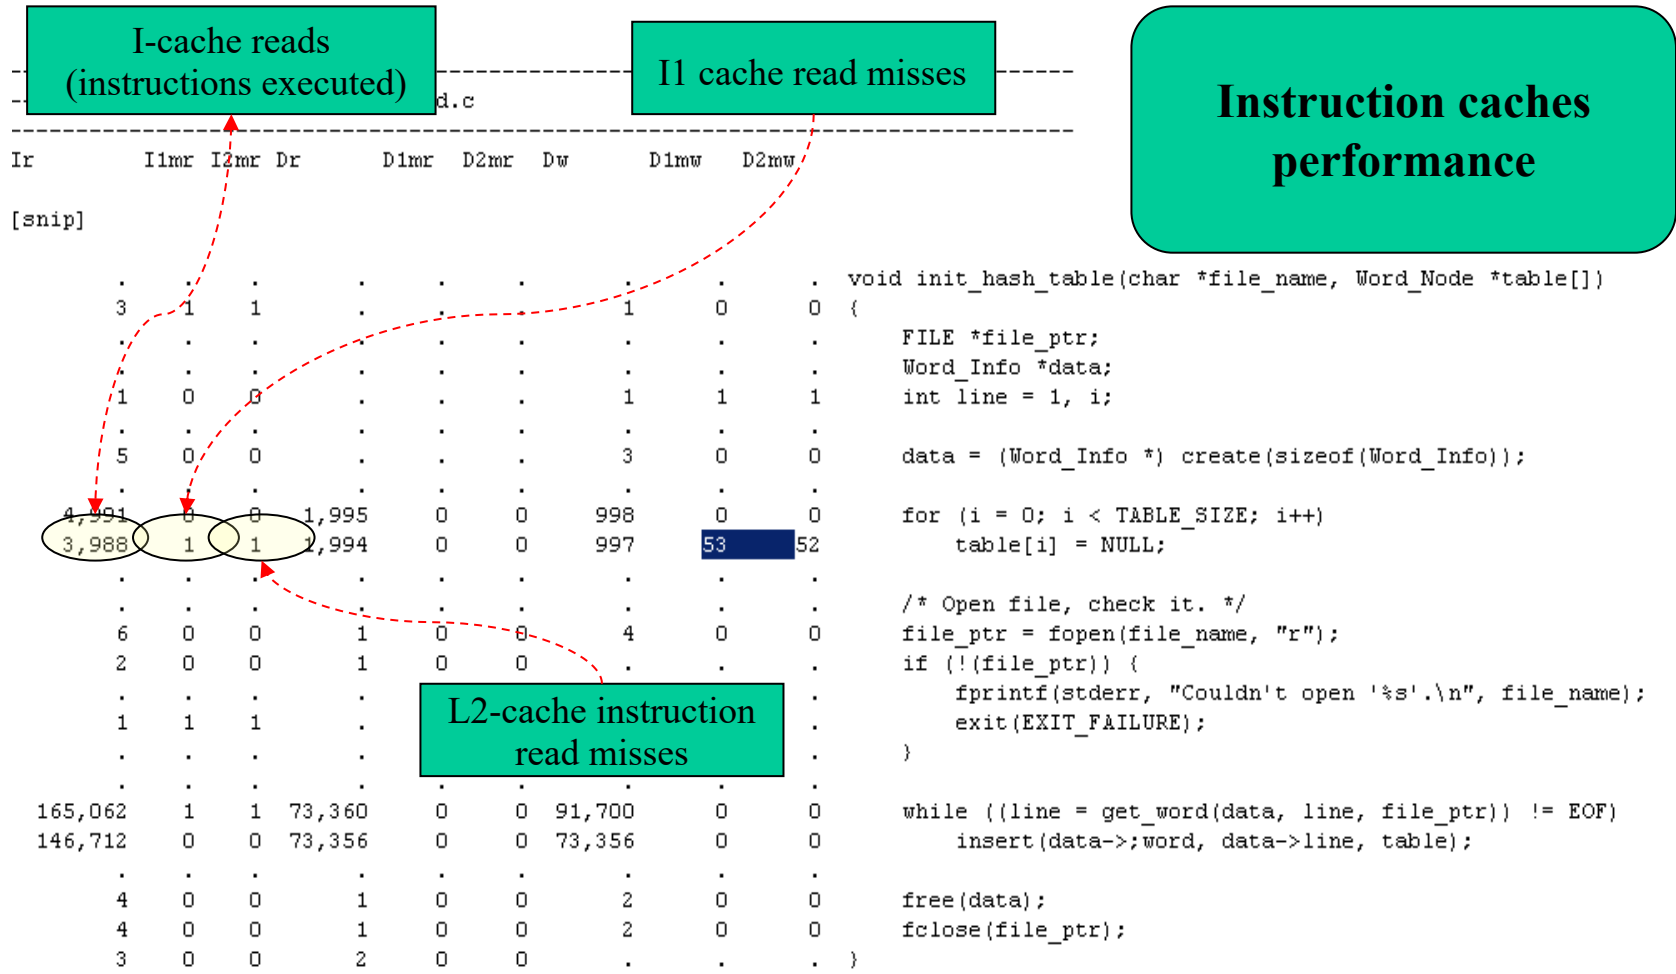 I-cache reads
(instructions executed)
I1 cache read misses
Instruction caches
performance
--------------------------------------------------------------------------------
-- d.c
--------------------------------------------------------------------------------
Ir I1mr I2mr Dr D1mr D2mr Dw D1mw D2mw
[snip]
. . . . . . . . . void init_hash_table(char *file_name, Word_Node *table[])
3 1 1 . . . 1 0 0 {
. . . . . . . . . FILE *file_ptr;
. . . . . . . . . Word_Info *data;
1 0 0 . . . 1 1 1 int line = 1, i;
. . . . . . . . .
5 0 0 . . . 3 0 0 data = (Word_Info *) create(sizeof(Word_Info));
. . . . . . . . .
4,991 0 0 1,995 0 0 998 0 0 for (i = 0; i < TABLE_SIZE; i++)
3,988 1 1 1,994 0 0 997 53 52 table[i] = NULL;
. . . . . . . . .
. . . . . . . . . /* Open file, check it. */
6 0 0 1 0 0 4 0 0 file_ptr = fopen(file_name, "r");
2 0 0 1 0 0 . . . if (!(file_ptr)) {
. . . . . fprintf(stderr, "Couldn't open '%s'.\n", file_name);
1 1 1 . . exit(EXIT_FAILURE);
. . . . . }
L2-cache instruction
read misses
. . . . . . . . .
165,062 1 1 73,360 0 0 91,700 0 0 while ((line = get_word(data, line, file_ptr)) != EOF)
146,712 0 0 73,356 0 0 73,356 0 0 insert(data->;word, data->line, table);
. . . . . . . . .
4 0 0 1 0 0 2 0 0 free(data);
4 0 0 1 0 0 2 0 0 fclose(file_ptr);
3 0 0 2 0 0 . . . }